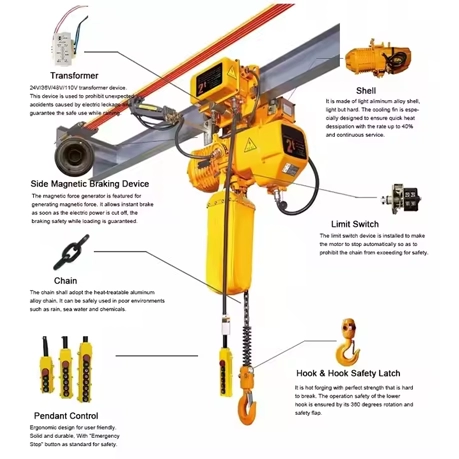 Transformer
24V/36V/48V/110V transformer device.
This device is used to prohibit unexpected
accidents caused by electric leakage
guarantee the safe use while raining.
Shell
It is made of light alminum alloy shell,
light but hard. The cooling fin is espe-
cially designed to ensure quick heat
dessipation with the rate up to 40%
and continuous service.
2t
2t
Side Magnetic Braking Device
The magnetic force generator is featured for
generating magnetic force. It allows instant brake
as soon as the electric power is cut off, the
braking safety while loading is guaranteed.
Limit Switch
The limit switch device is installed to make
the motor to stop automatically so as to
prohibit the chain from exceeding for safety.
Chain
The chain shall adopt the heat-treatable aluminum
alloy chain. It can be safely used in poor environments
such as rain, sea water and chemicals.
Hook & Hook Safety Latch
It is hot forging with perfect strength that is hard
to break. The operation safety of the lower
hook is ensured by its 360 degrees rotation and
safety flap.
Pendant Control
Ergonomic design for user friendly.
Solid and durable. With "Emergency
Stop" button as standard for safety.